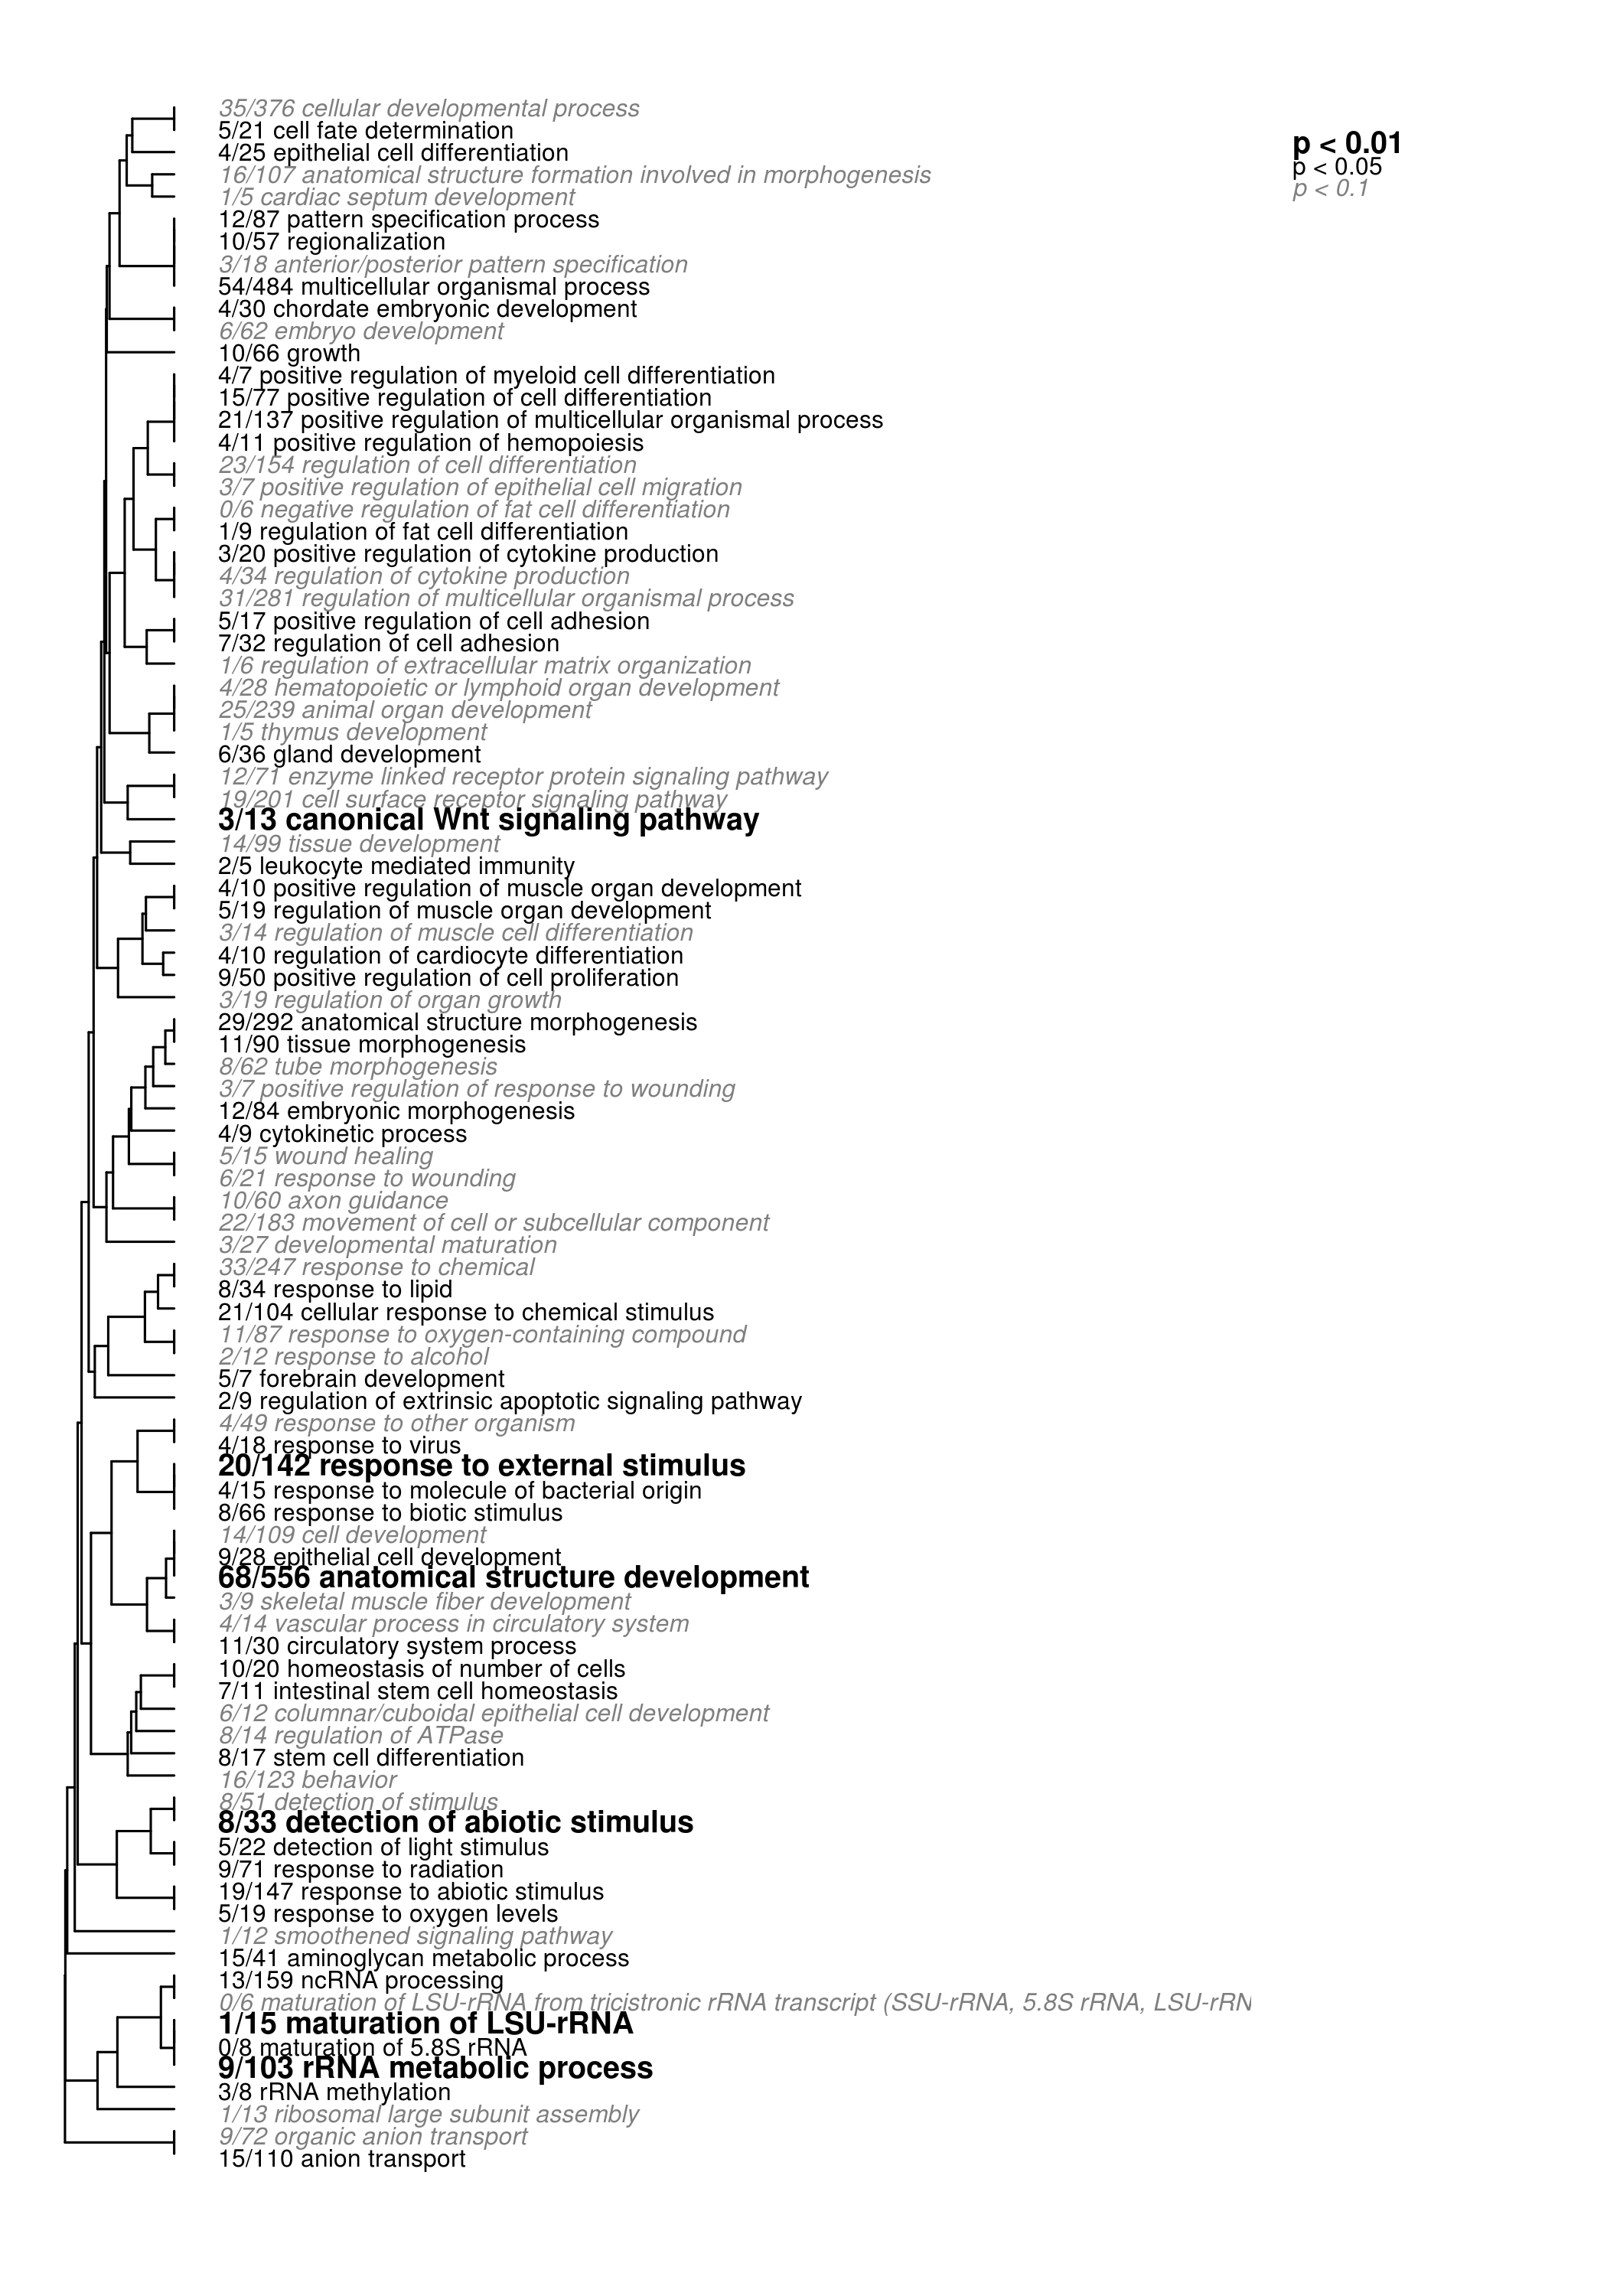 35/376 cellular developmental process
5/21 cell fate determination
4/25 epithelial cell differentiation
16/107 anatomical structure formation involved in morphogenesis
1/5 cardiac septum development
12/87 pattern specification process
10/57 regionalization
3/18 anterior/posterior pattern specification
54/484 multicellular organismal process
4/30 chordate embryonic development
6/62 embryo development
10/66 growth
4/7 positive regulation of myeloid cell differentiation
15/77 positive regulation of cell differentiation
21/137 positive regulation of multicellular organismal process
4/11 positive regulation of hemopoiesis
23/154 regulation of cell differentiation
3/7 positive regulation of epithelial cell migration
0/6 negative regulation of fat cell differentiation
1/9 regulation of fat cell differentiation
3/20 positive regulation of cytokine production
4/34 regulation of cytokine production
31/281 regulation of multicellular organismal process
5/17 positive regulation of cell adhesion
7/32 regulation of cell adhesion
1/6 regulation of extracellular matrix organization
4/28 hematopoietic or lymphoid organ development
25/239 animal organ development
1/5 thymus development
6/36 gland development
12/71 enzyme linked receptor protein signaling pathway
19/201 cell surface receptor signaling pathway
3/13 canonical Wnt signaling pathway
14/99 tissue development
2/5 leukocyte mediated immunity
4/10 positive regulation of muscle organ development
5/19 regulation of muscle organ development
3/14 regulation of muscle cell differentiation
4/10 regulation of cardiocyte differentiation
9/50 positive regulation of cell proliferation
3/19 regulation of organ growth
29/292 anatomical structure morphogenesis
11/90 tissue morphogenesis
8/62 tube morphogenesis
3/7 positive regulation of response to wounding
12/84 embryonic morphogenesis
4/9 cytokinetic process
5/15 wound healing
6/21 response to wounding
10/60 axon guidance
22/183 movement of cell or subcellular component
3/27 developmental maturation
33/247 response to chemical
8/34 response to lipid
21/104 cellular response to chemical stimulus
11/87 response to oxygen-containing compound
2/12 response to alcohol
5/7 forebrain development
2/9 regulation of extrinsic apoptotic signaling pathway
4/49 response to other organism
4/18 response to virus
20/142 response to external stimulus
4/15 response to molecule of bacterial origin
8/66 response to biotic stimulus
14/109 cell development
9/28 epithelial cell development
68/556 anatomical structure development
3/9 skeletal muscle fiber development
4/14 vascular process in circulatory system
11/30 circulatory system process
10/20 homeostasis of number of cells
7/11 intestinal stem cell homeostasis
6/12 columnar/cuboidal epithelial cell development
8/14 regulation of ATPase
8/17 stem cell differentiation
16/123 behavior
8/51 detection of stimulus
8/33 detection of abiotic stimulus
5/22 detection of light stimulus
9/71 response to radiation
19/147 response to abiotic stimulus
5/19 response to oxygen levels
1/12 smoothened signaling pathway
15/41 aminoglycan metabolic process
13/159 ncRNA processing
0/6 maturation of LSU-rRNA from tricistronic rRNA transcript (SSU-rRNA, 5.8S rRNA, LSU-rRN
1/15 maturation of LSU-rRNA
0/8 maturation of 5.8S rRNA
9/103 rRNA metabolic process
3/8 rRNA methylation
1/13 ribosomal large subunit assembly
9/72 organic anion transport
15/110 anion transport
p < 0.01
p < 0.05
p < 0.1